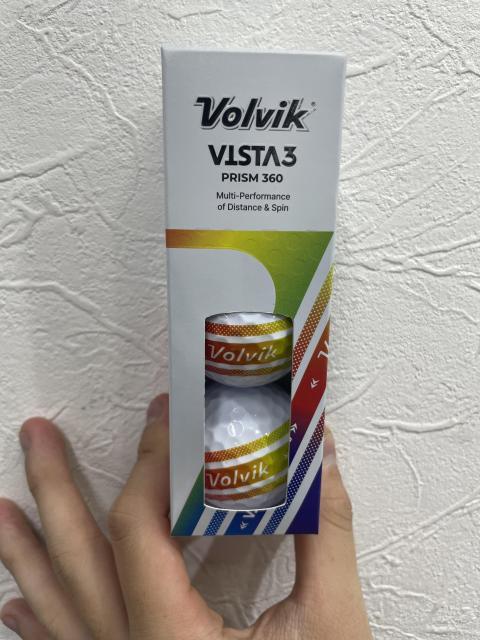 Volvik®
VISTA3
PRISM 360
Multi-Performance
of Distance & Spin
Volvik
Volvik